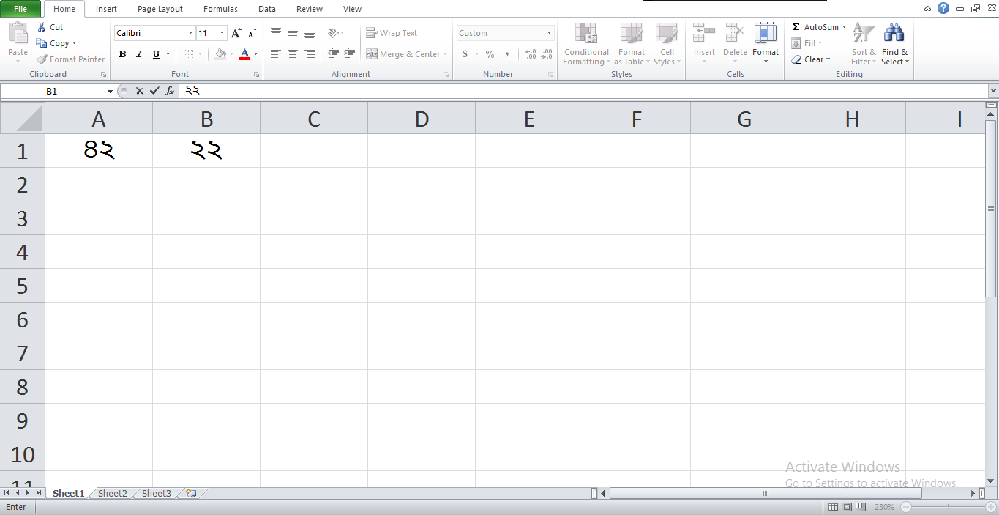 File Home Insert Page Layout Formulas Data Review View
Cut
Copy
Format Painter
Paste
Clipboard
Calibri 11
B I U
Font
Wrap Text
Merge & Center
Alignment
Custom
$ % ,
Number
Conditional Formatting
Format as Table
Cell Styles
Styles
Insert Delete Format
Cells
Σ AutoSum
Fill
Clear
Sort & Filter
Find & Select
Editing
B1 fx ২২
A B C D E F G H I
1 ৪২ ২২
2
3
4
5
6
7
8
9
10
11
Activate Windows
Go to Settings to activate Windows.
Sheet1 Sheet2 Sheet3
Enter 230%